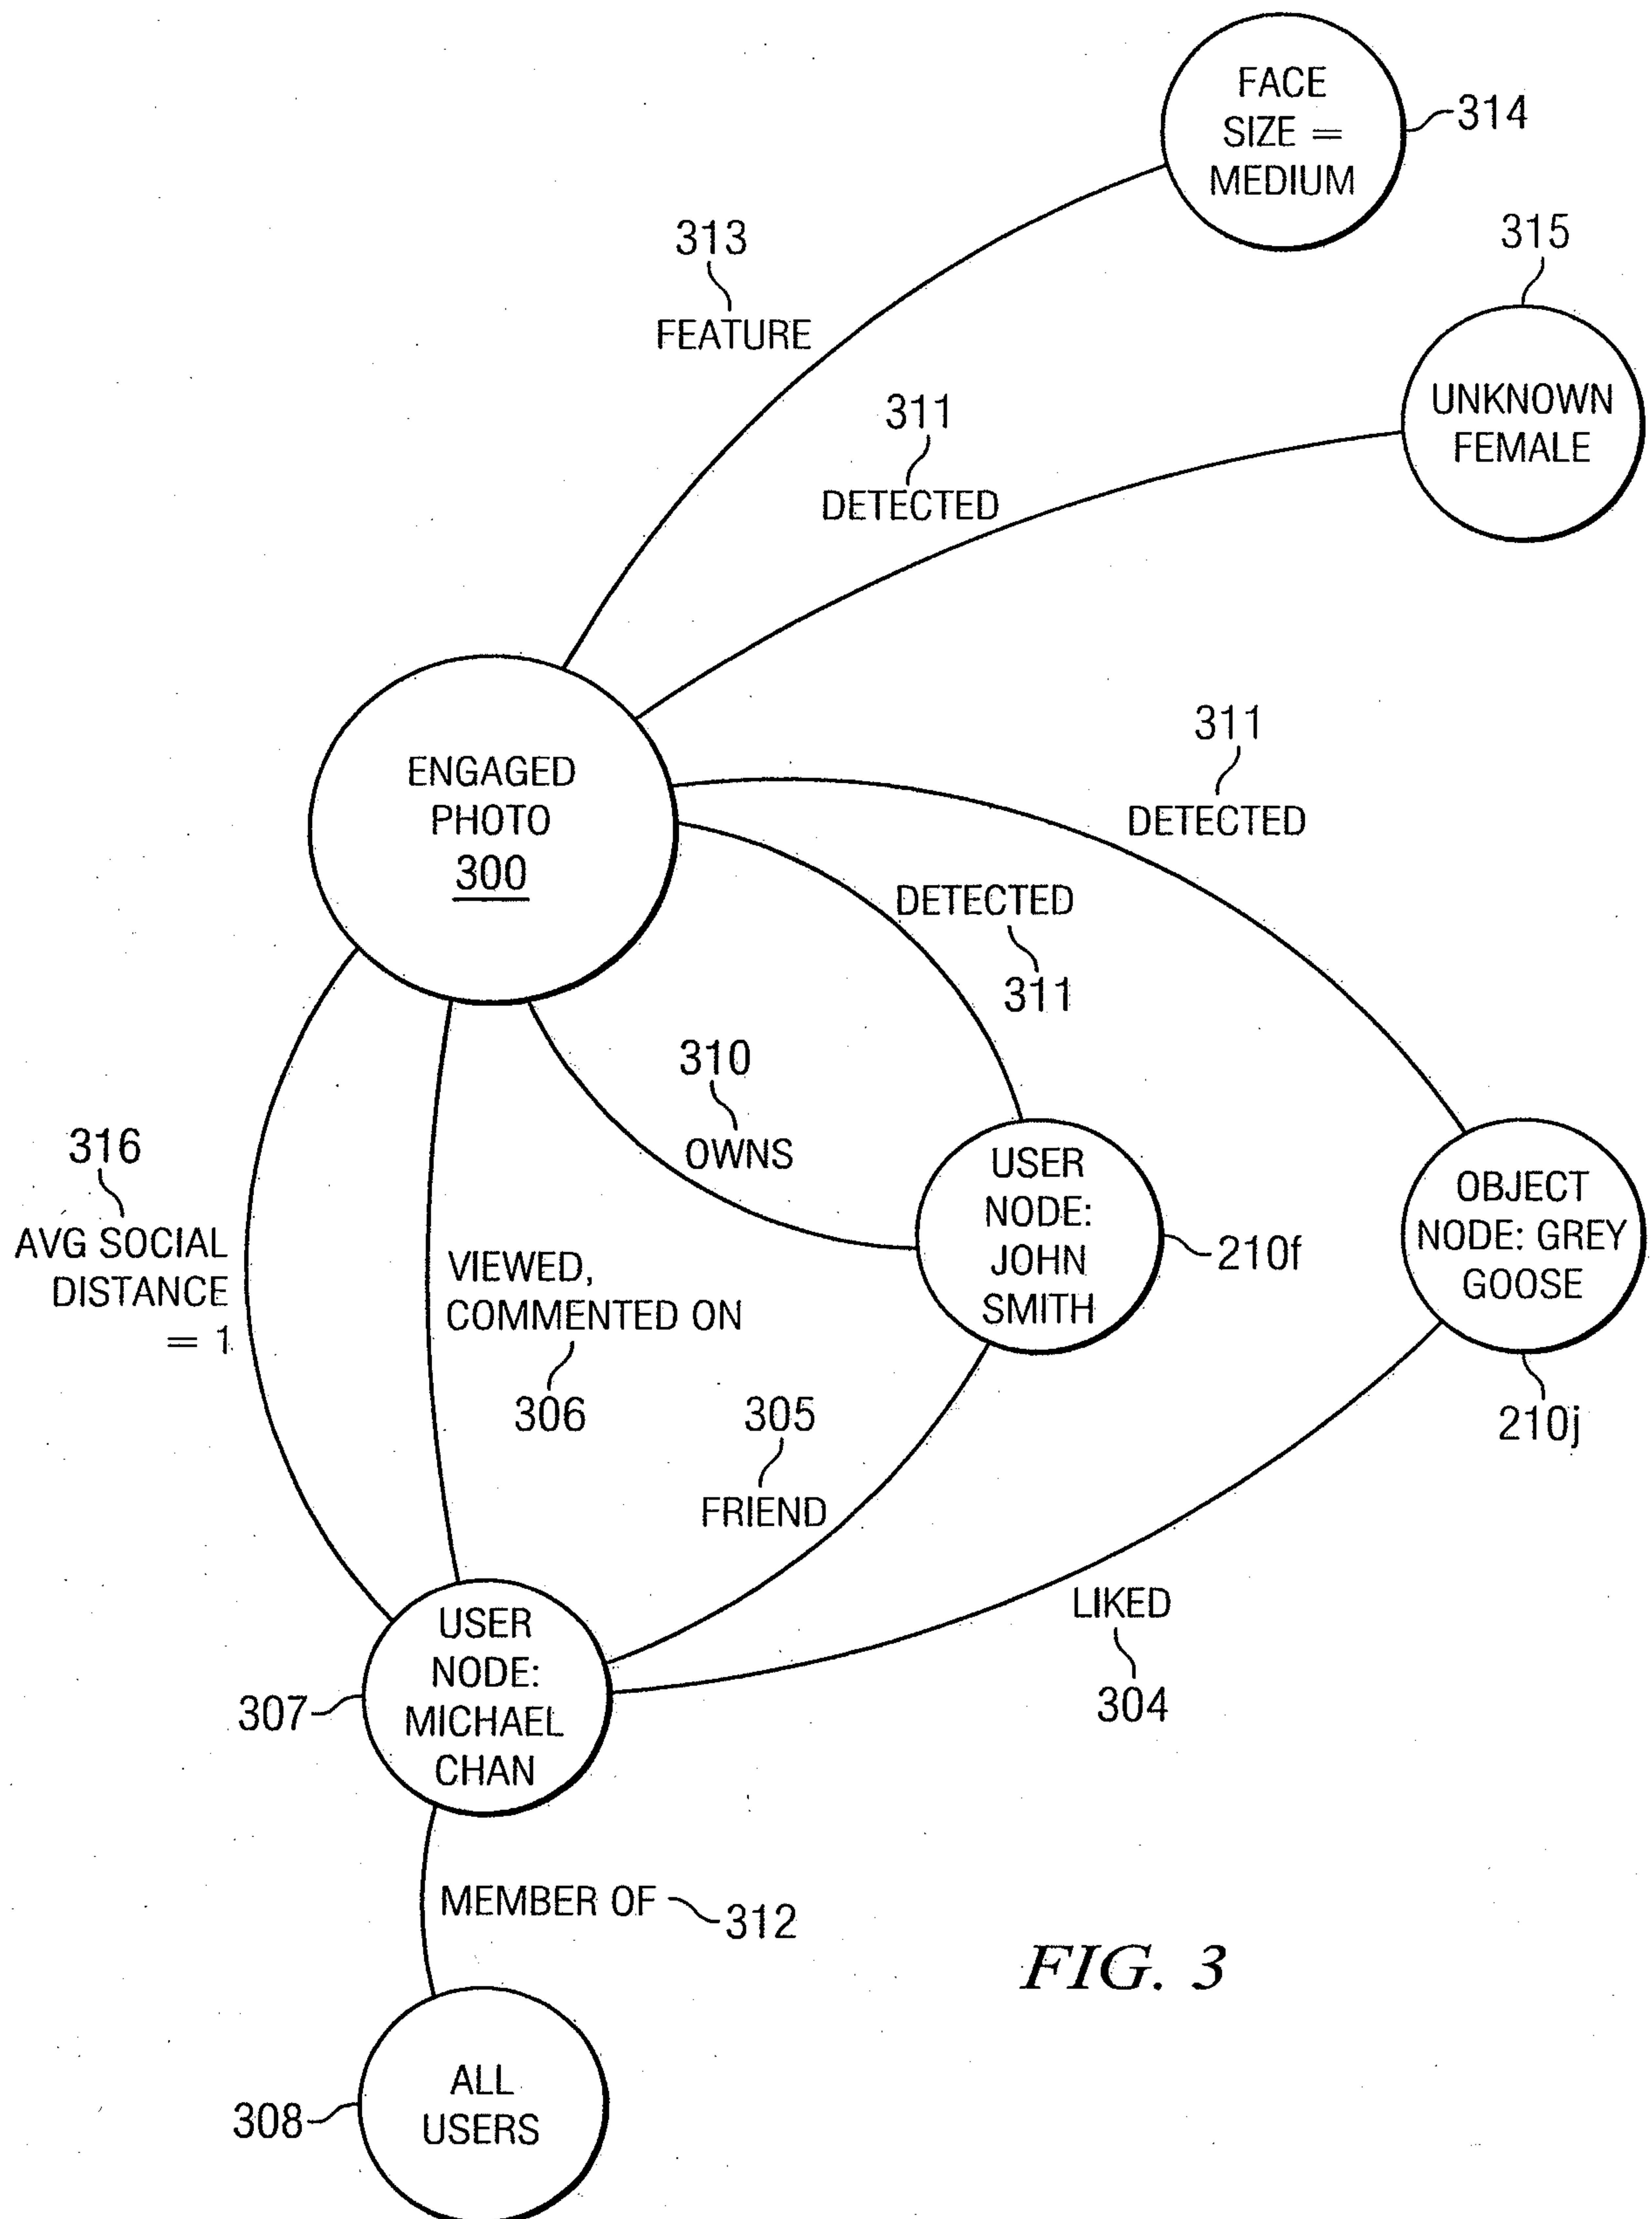 FACE
SIZE =
MEDIUM
314
313
FEATURE
315
UNKNOWN
FEMALE
311
DETECTED
ENGAGED
PHOTO
300
311
DETECTED
DETECTED
311
310
OWNS
316
AVG SOCIAL
DISTANCE
= 1
VIEWED,
COMMENTED ON
306
USER
NODE:
JOHN
SMITH
210f
OBJECT
NODE: GREY
GOOSE
210j
305
FRIEND
LIKED
304
USER
NODE:
MICHAEL
CHAN
307
MEMBER OF
312
FIG. 3
ALL
USERS
308